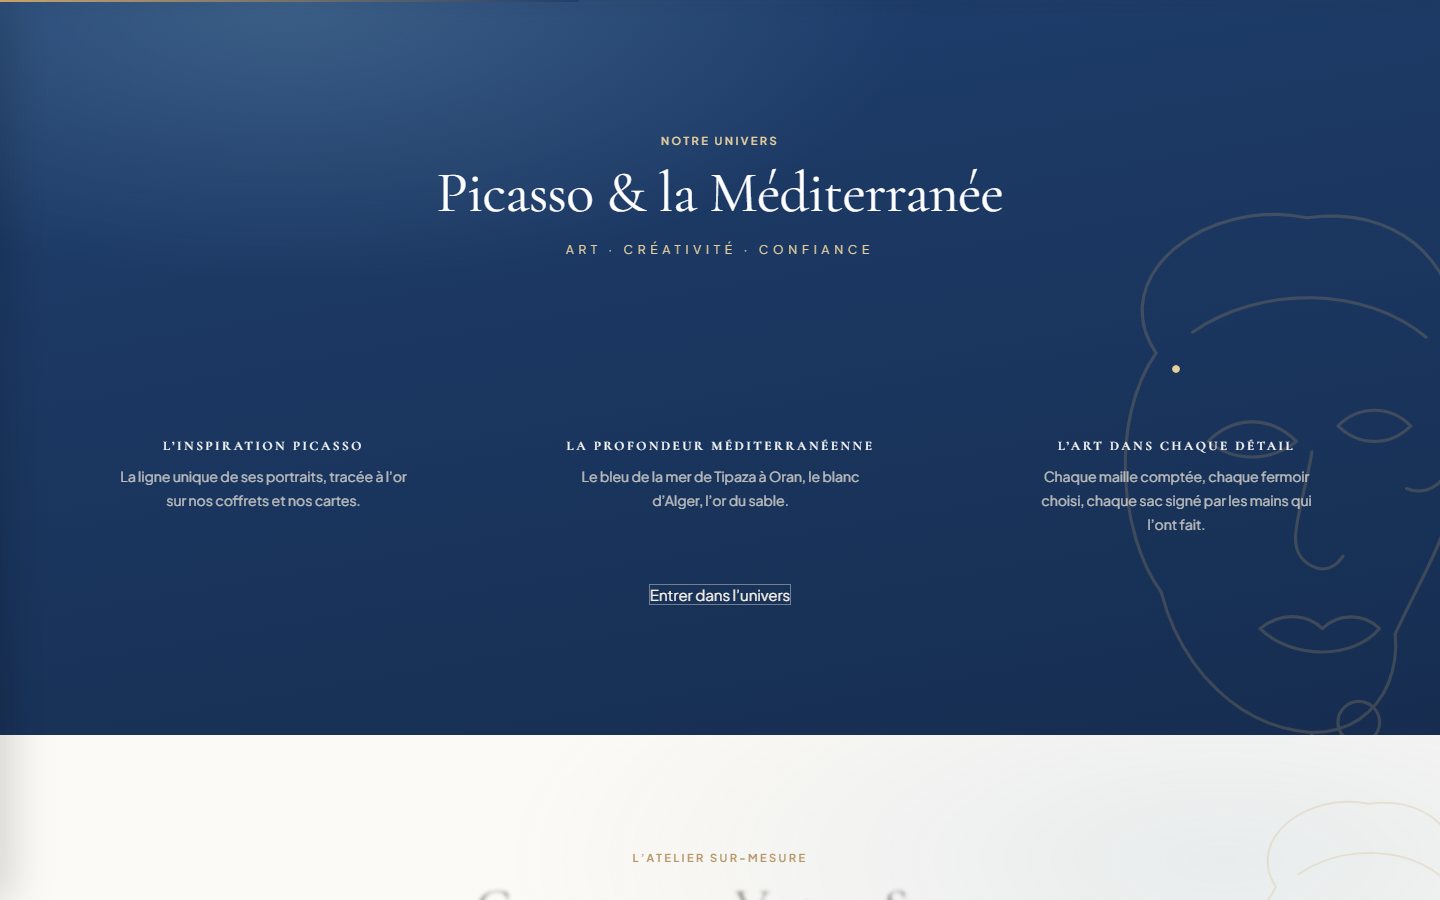 NOTRE UNIVERS
Picasso & la Méditerranée
ART · CRÉATIVITÉ · CONFIANCE
L’INSPIRATION PICASSO
La ligne unique de ses portraits, tracée à l’or
sur nos coffrets et nos cartes.
LA PROFONDEUR MÉDITERRANÉENNE
Le bleu de la mer de Tipaza à Oran, le blanc
d’Alger, l’or du sable.
L’ART DANS CHAQUE DÉTAIL
Chaque maille comptée, chaque fermoir
choisi, chaque sac signé par les mains qui
l’ont fait.
Entrer dans l’univers
L’ATELIER SUR-MESURE